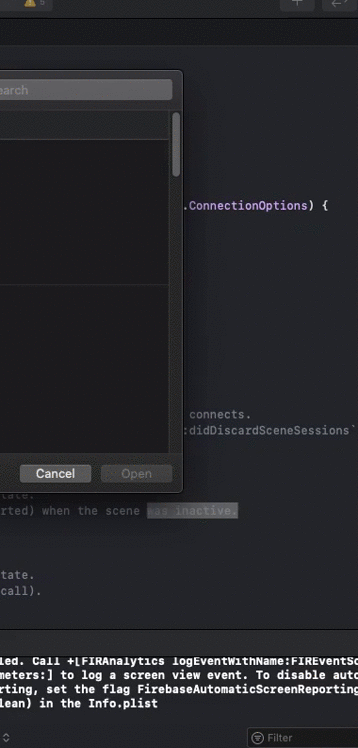 5
earch
.ConnectionOptions) {
connects.
:didDiscardSceneSessions`
Cancel
Open
tate.
rted) when the scene was inactive.
tate.
call).
led. Call +[FIRAnalytics logEventWithName:FIREventSc
meters:] to log a screen view event. To disable auto
rting, set the flag FirebaseAutomaticScreenReporting
lean) in the Info.plist
Filter